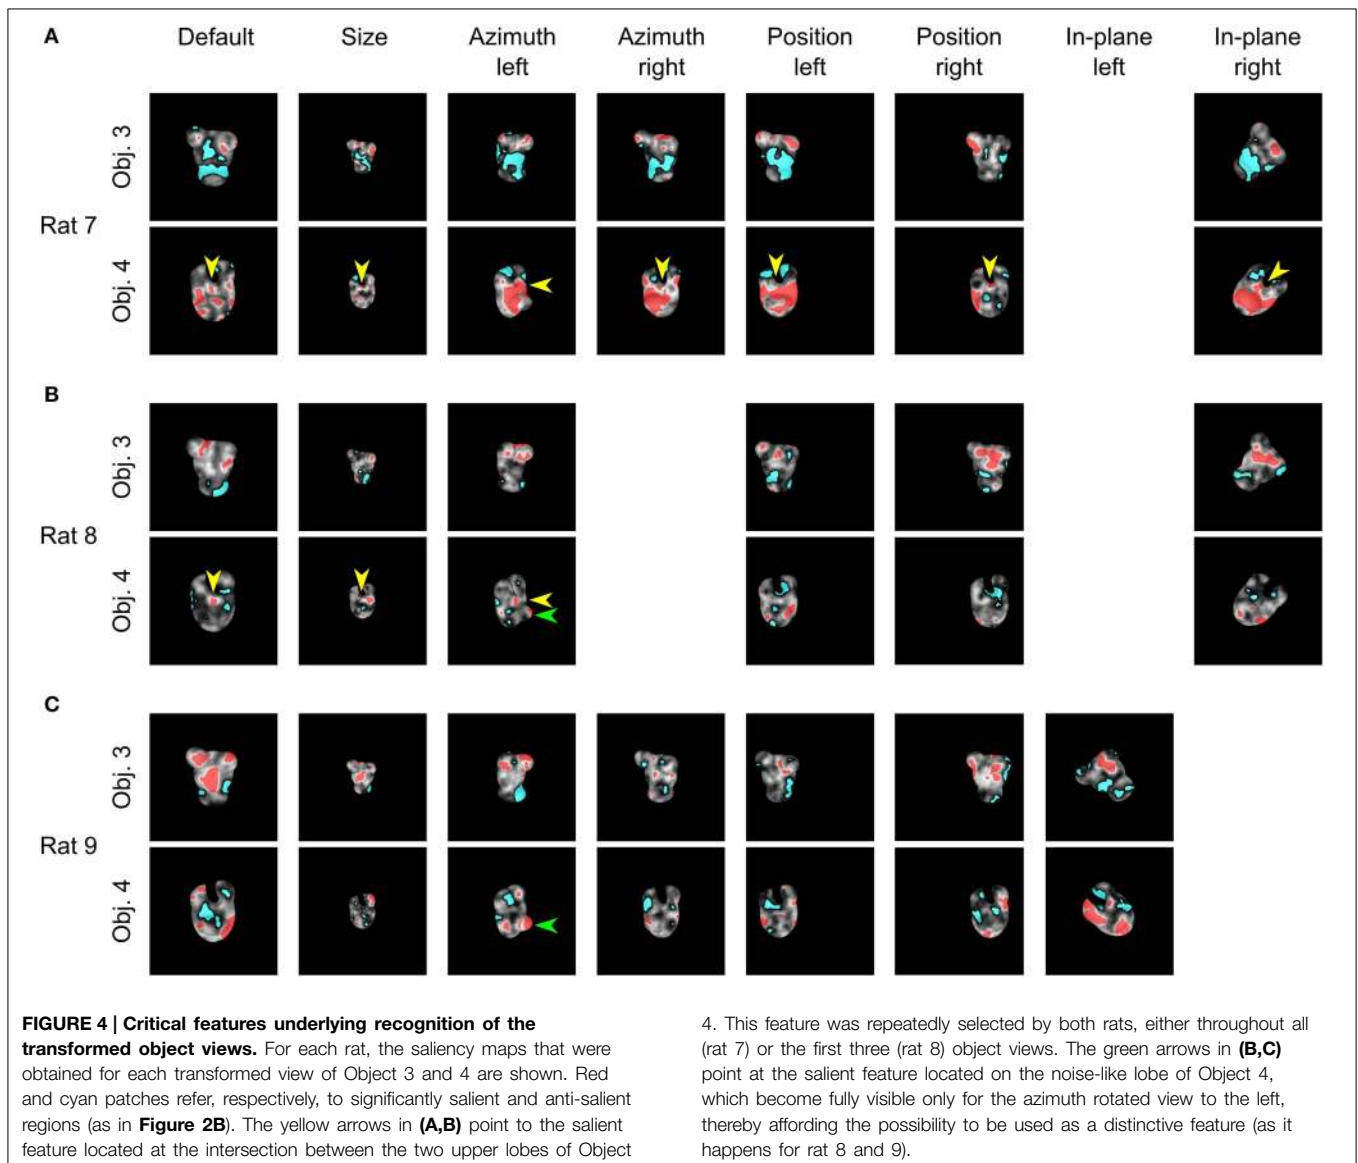 A
Default
Size
Azimuth
left
Azimuth
right
Position
left
Position
right
In-plane
left
In-plane
right
Obj. 3
Rat 7
Obj. 4
B
Obj. 3
Rat 8
Obj. 4
C
Obj. 3
Rat 9
Obj. 4
FIGURE 4 | Critical features underlying recognition of the
transformed object views. For each rat, the saliency maps that were
obtained for each transformed view of Object 3 and 4 are shown. Red
and cyan patches refer, respectively, to significantly salient and anti-salient
regions (as in Figure 2B). The yellow arrows in (A,B) point to the salient
feature located at the intersection between the two upper lobes of Object
4. This feature was repeatedly selected by both rats, either throughout all
(rat 7) or the first three (rat 8) object views. The green arrows in (B,C)
point at the salient feature located on the noise-like lobe of Object 4,
which become fully visible only for the azimuth rotated view to the left,
thereby affording the possibility to be used as a distinctive feature (as it
happens for rat 8 and 9).